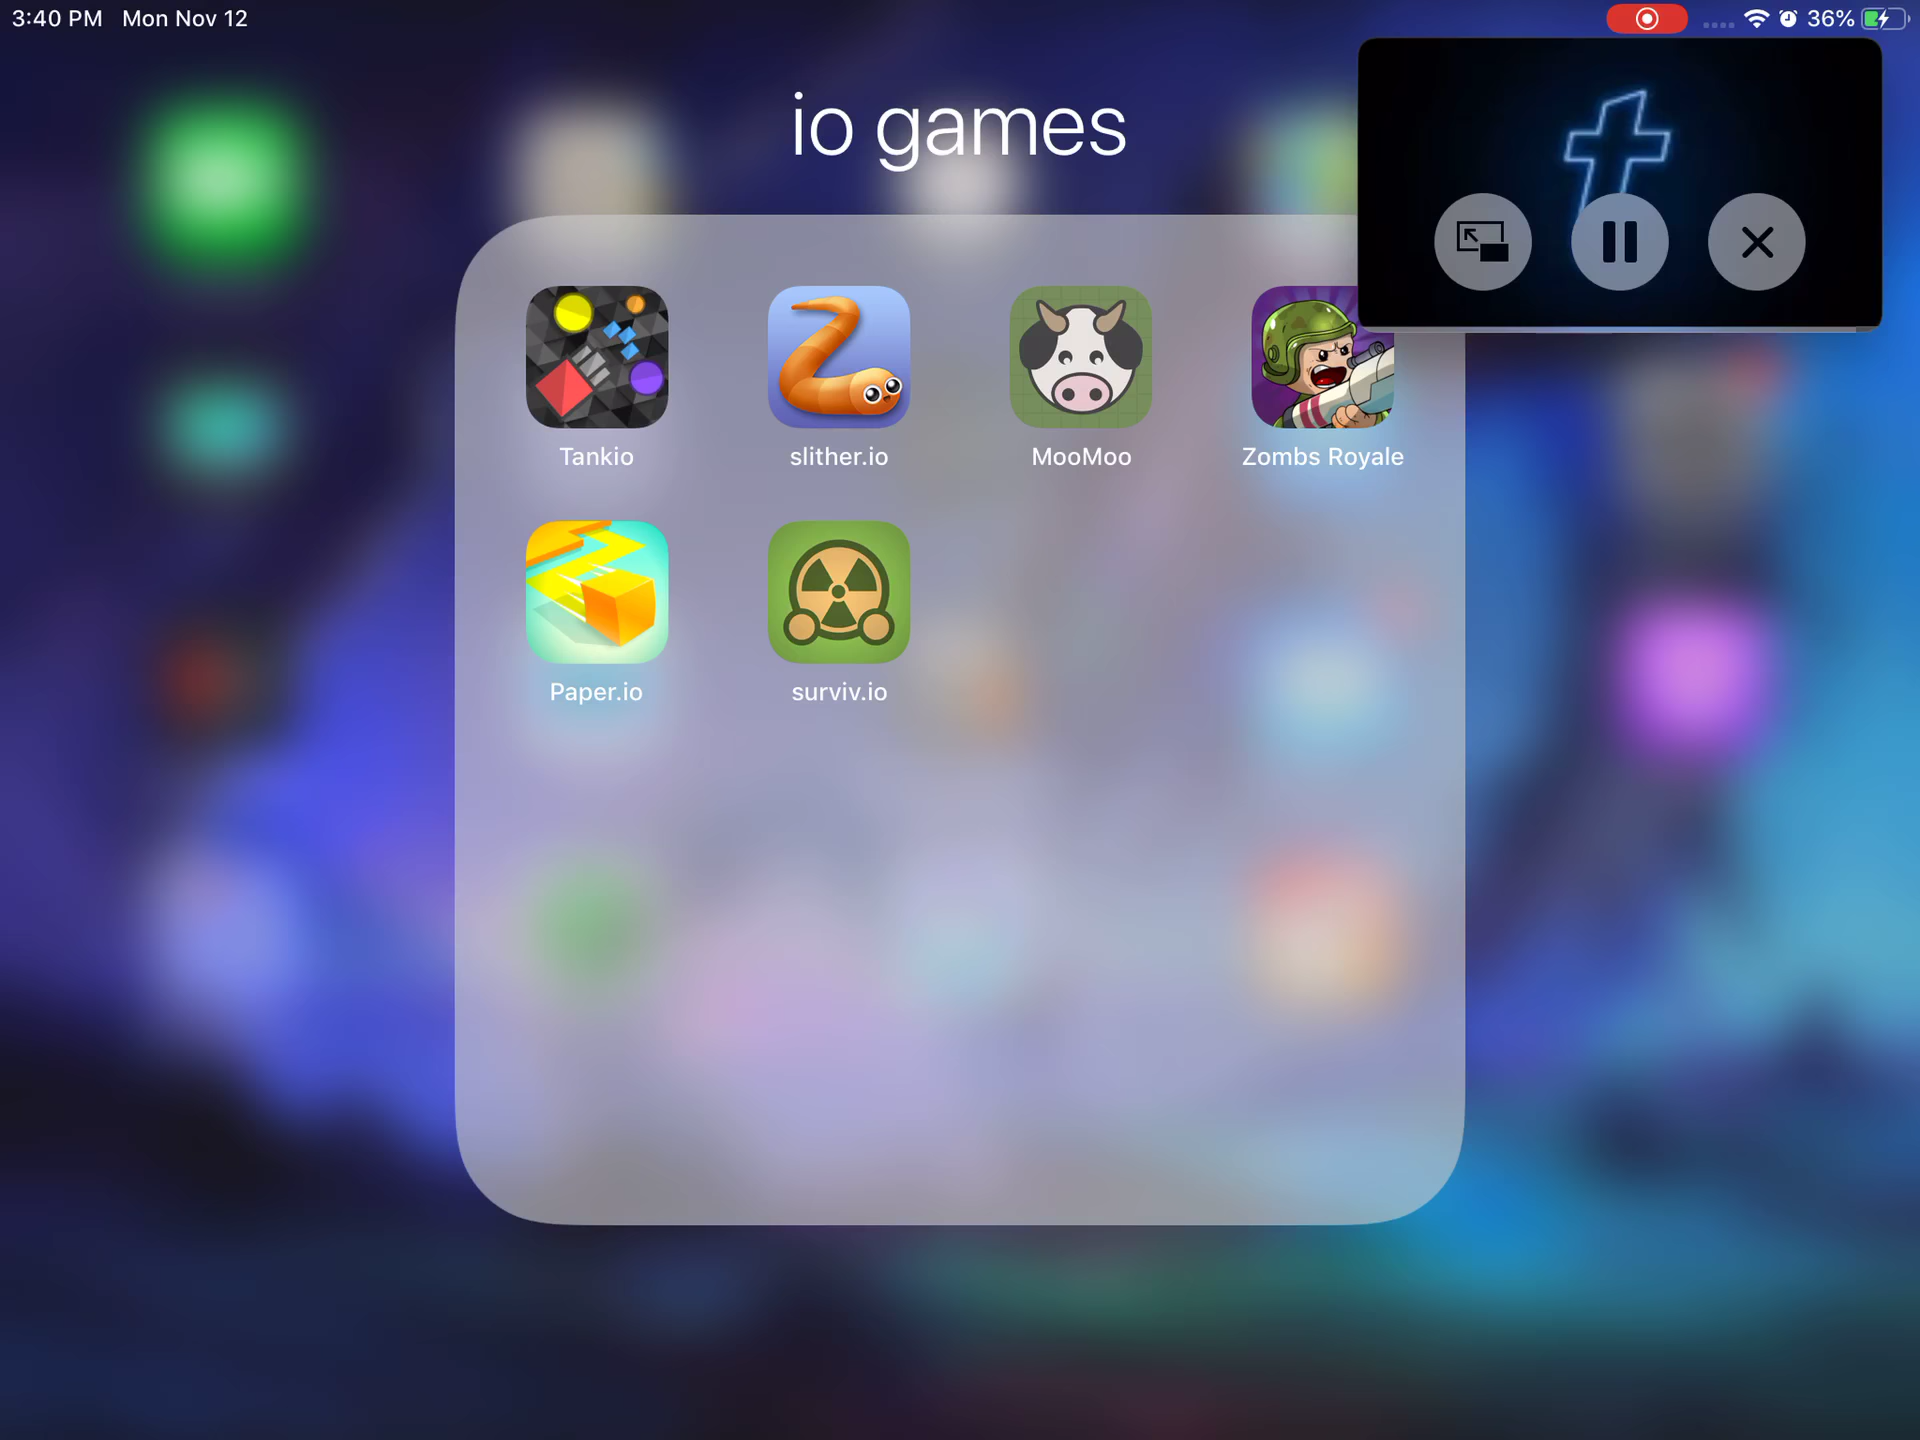 3:40 PM Mon Nov 12
36%
io games
Tankio
slither.io
MooMoo
Zombs Royale
Paper.io
surviv.io